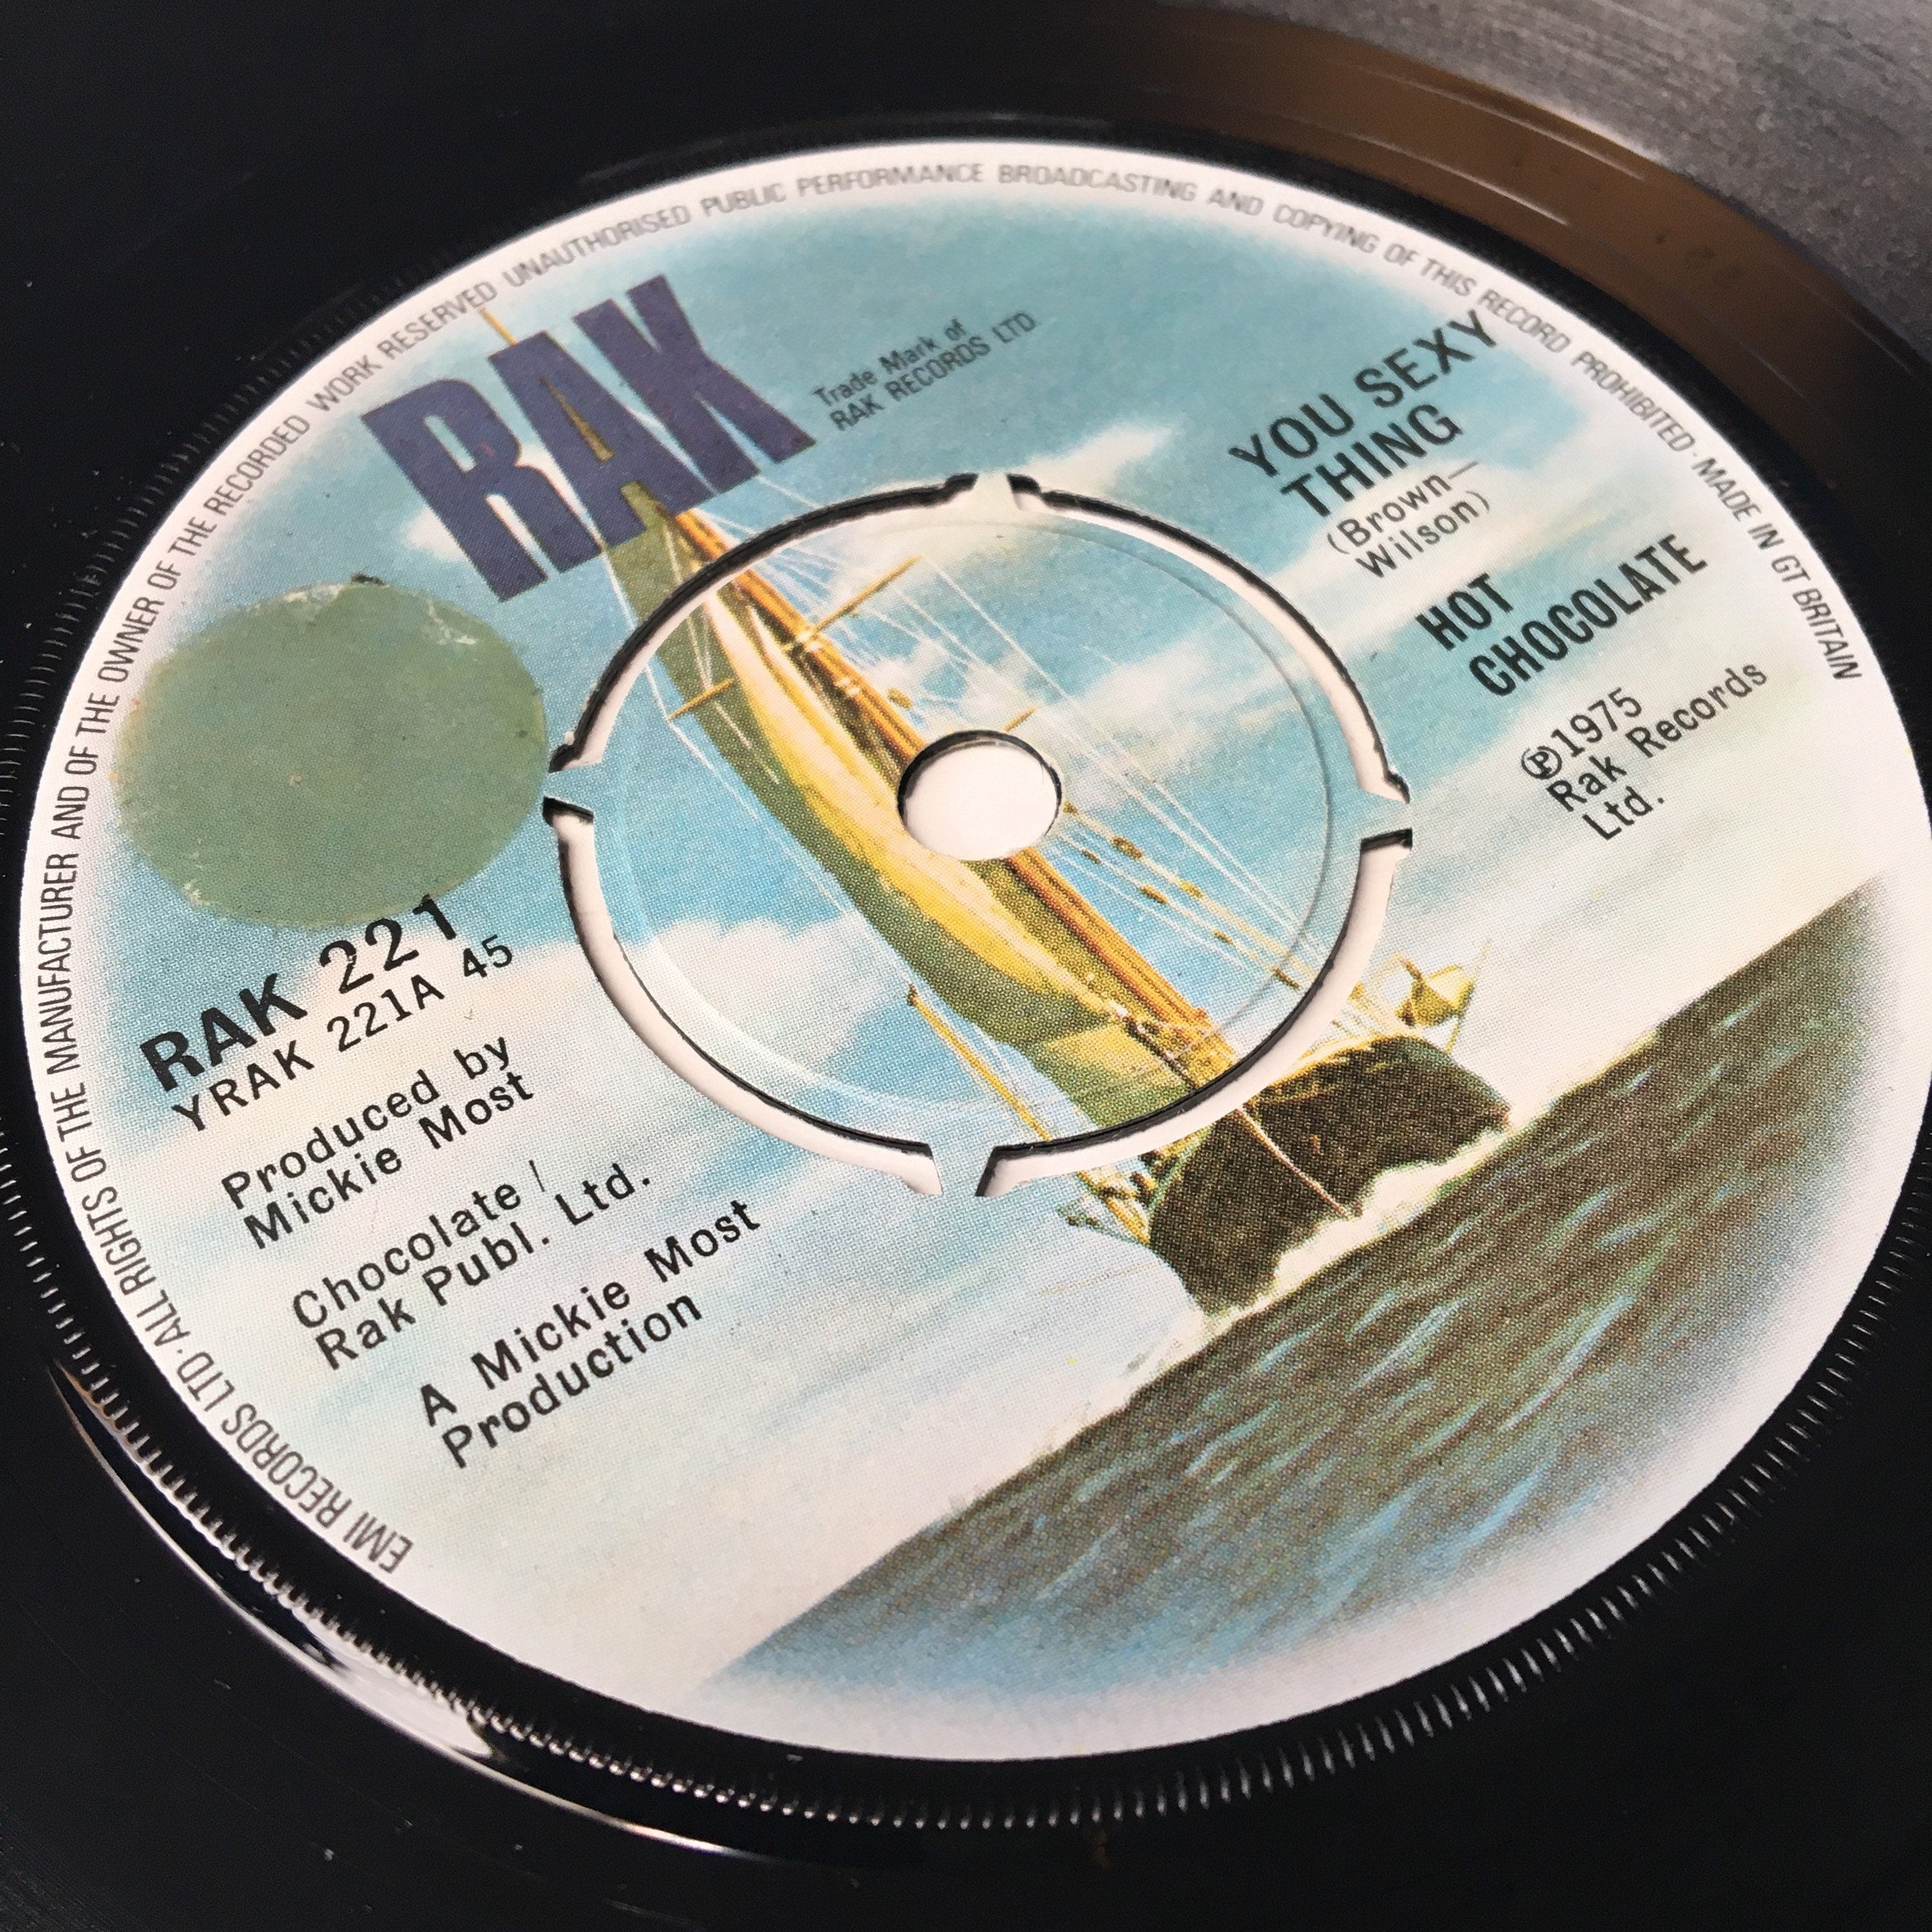 EMI RECORDS LTD·ALL RIGHTS OF THE MANUFACTURER AND OF THE OWNER OF THE RECORDED WORK RESERVED UNAUTHORISED PUBLIC PERFORMANCE BROADCASTING AND COPYING OF THIS RECORD PROHIBITED·MADE IN GT BRITAIN
RAK
Trade Mark of
RAK RECORDS LTD.
YOU SEXY
THING
(Brown—
Wilson)
HOT
CHOCOLATE
℗1975
Rak Records
Ltd.
RAK 221
YRAK 221A 45
Produced by
Mickie Most
Chocolate/
Rak Publ. Ltd.
A Mickie Most
Production